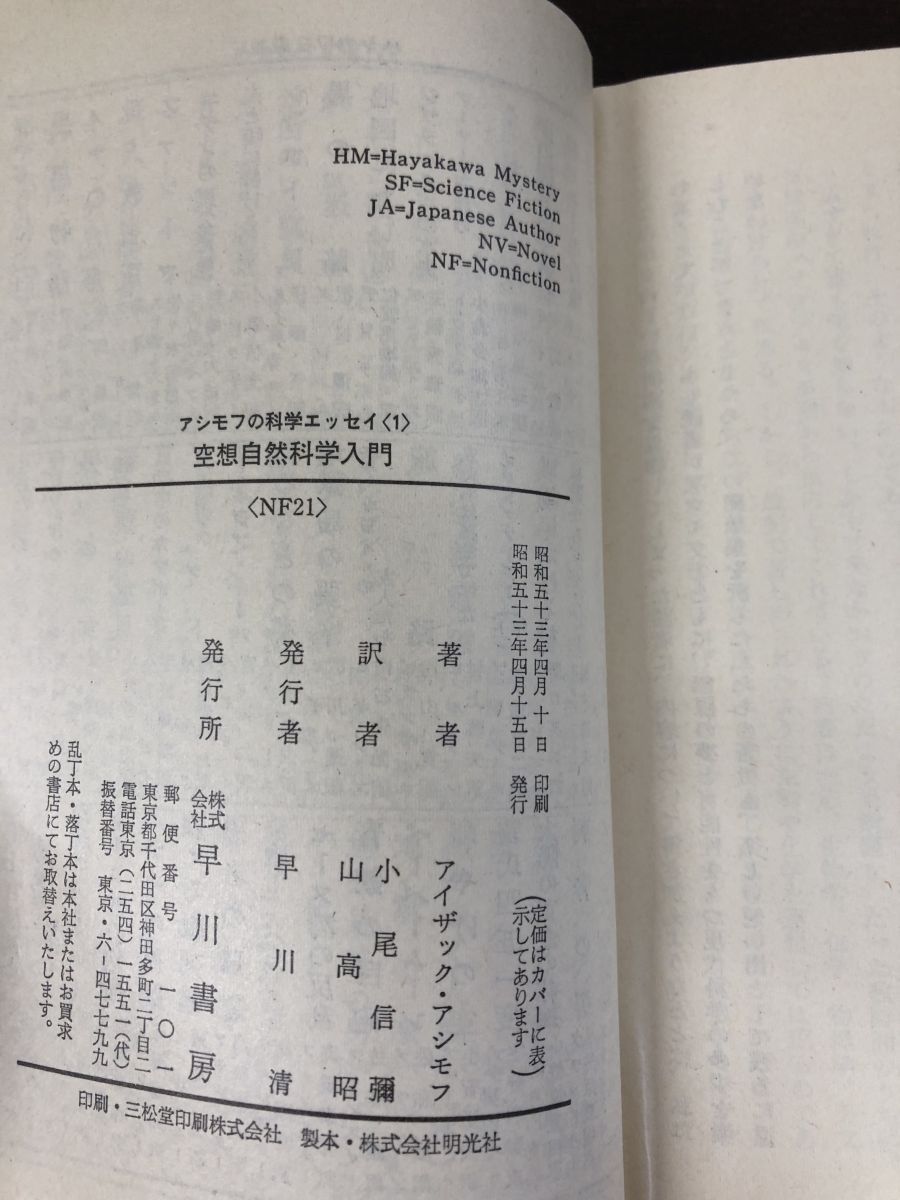 HM=Hayakawa Mystery
SF=Science Fiction
JA=Japanese Author
NV=Novel
NF=Nonfiction
アシモフの科学エッセイ〈1〉
空想自然科学入門
〈NF21〉
昭和五十三年四月 十 日 印刷
昭和五十三年四月十五日 発行
(定価はカバーに表示してあります)
著者 アイザック・アシモフ
訳者 小尾信彌
山高昭
発行者 早川清
発行所 株式会社 早川書房
郵便番号 一〇一
東京都千代田区神田多町二丁目二
電話東京(二五四)一五五一(代)
振替番号 東京・六-四七七九九
乱丁本・落丁本は本社またはお買求
めの書店にてお取替えいたします。
印刷・三松堂印刷株式会社 製本・株式会社明光社